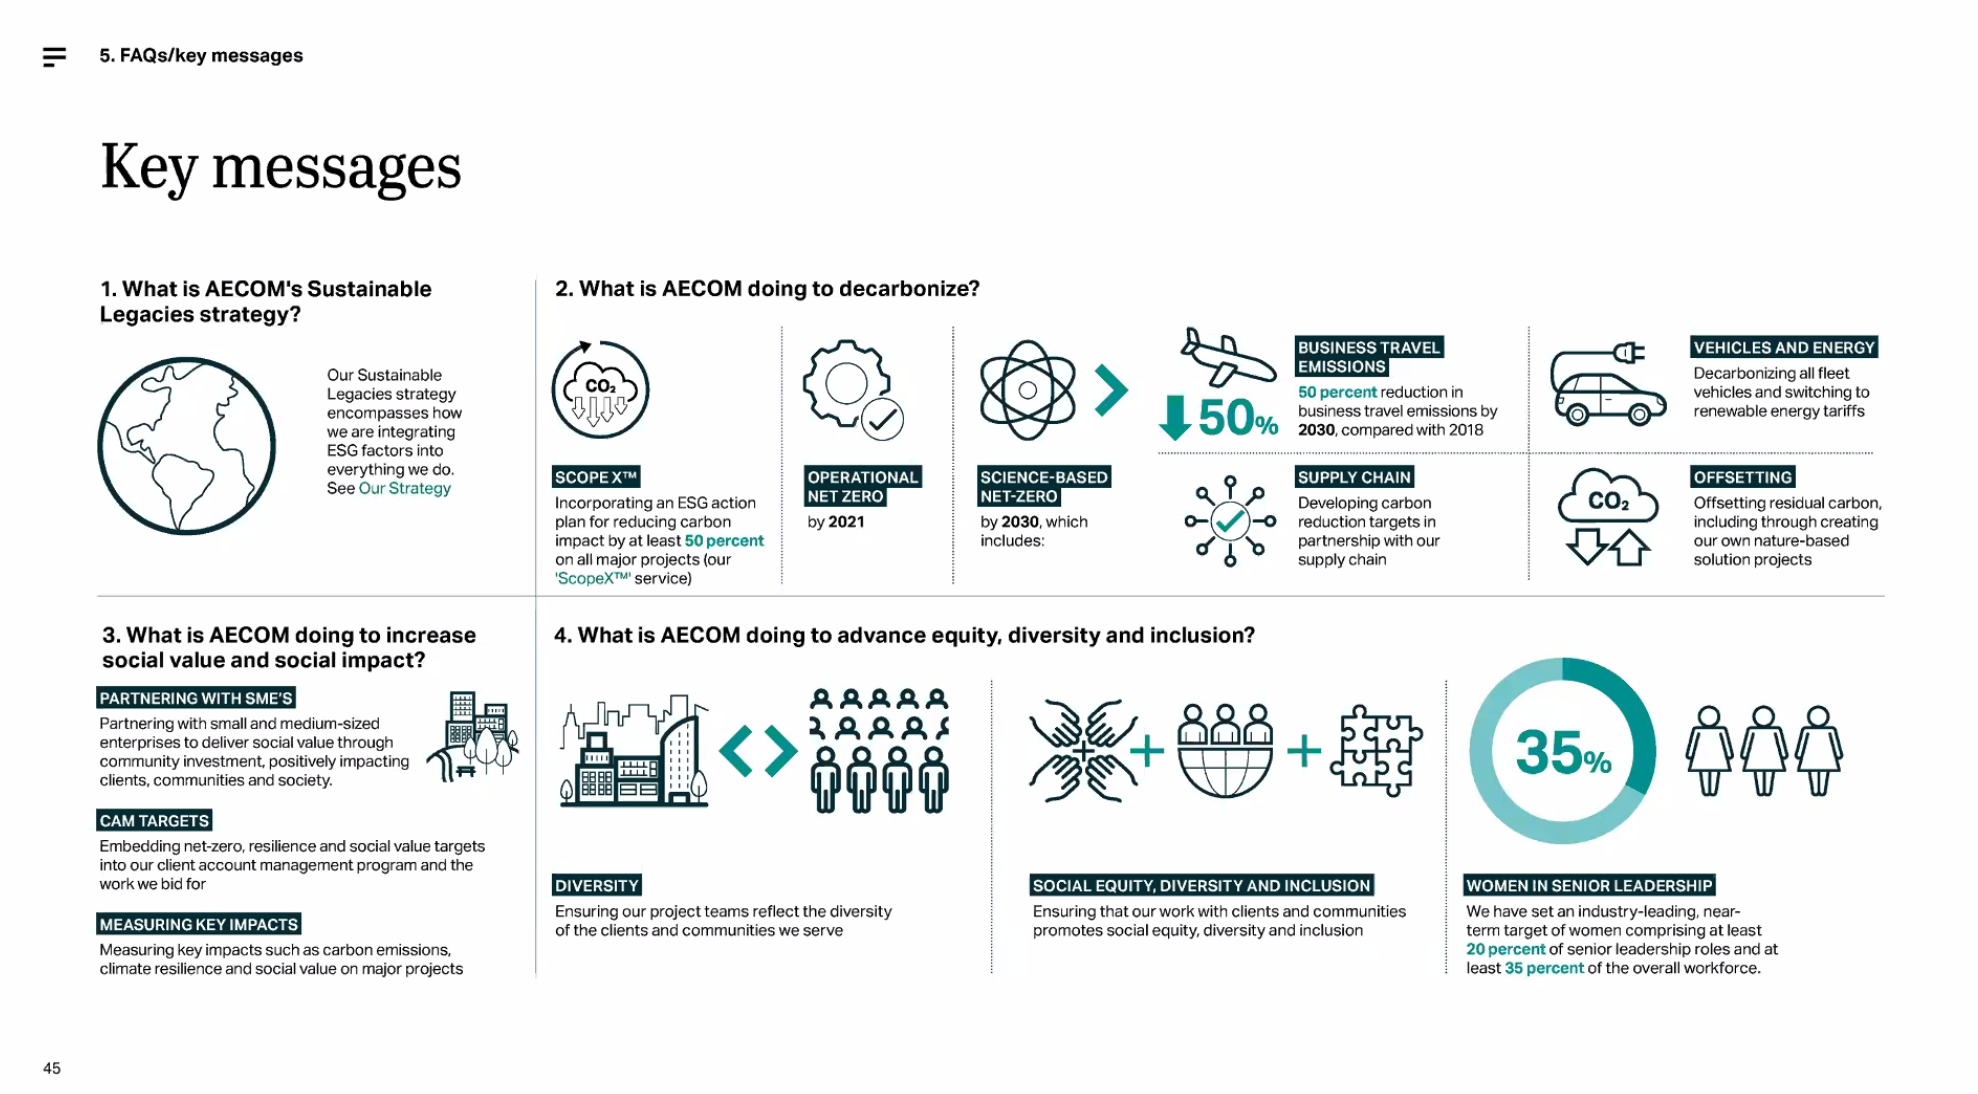 5. FAQs/key messages
Key messages
1. What is AECOM's Sustainable
Legacies strategy?
Our Sustainable
Legacies strategy
encompasses how
we are integrating
ESG factors into
everything we do.
See Our Strategy
2. What is AECOM doing to decarbonize?
CO₂
SCOPE X™
Incorporating an ESG action
plan for reducing carbon
impact by at least 50 percent
on all major projects (our
'ScopeX™' service)
OPERATIONAL
NET ZERO
by 2021
SCIENCE-BASED
NET-ZERO
by 2030, which
includes:
50%
BUSINESS TRAVEL
EMISSIONS
50 percent reduction in
business travel emissions by
2030, compared with 2018
VEHICLES AND ENERGY
Decarbonizing all fleet
vehicles and switching to
renewable energy tariffs
SUPPLY CHAIN
Developing carbon
reduction targets in
partnership with our
supply chain
CO₂
OFFSETTING
Offsetting residual carbon,
including through creating
our own nature-based
solution projects
3. What is AECOM doing to increase
social value and social impact?
PARTNERING WITH SME'S
Partnering with small and medium-sized
enterprises to deliver social value through
community investment, positively impacting
clients, communities and society.
CAM TARGETS
Embedding net-zero, resilience and social value targets
into our client account management program and the
work we bid for
MEASURING KEY IMPACTS
Measuring key impacts such as carbon emissions,
climate resilience and social value on major projects
4. What is AECOM doing to advance equity, diversity and inclusion?
DIVERSITY
Ensuring our project teams reflect the diversity
of the clients and communities we serve
SOCIAL EQUITY, DIVERSITY AND INCLUSION
Ensuring that our work with clients and communities
promotes social equity, diversity and inclusion
35%
WOMEN IN SENIOR LEADERSHIP
We have set an industry-leading, near-
term target of women comprising at least
20 percent of senior leadership roles and at
least 35 percent of the overall workforce.
45